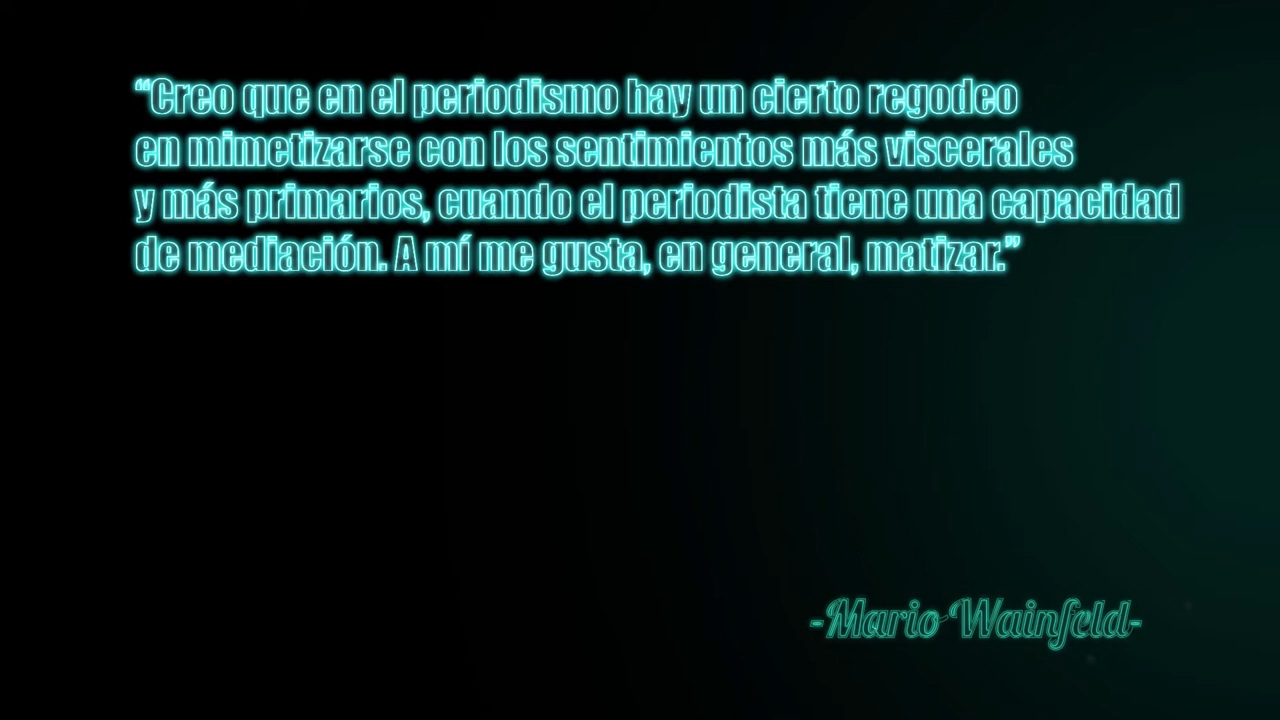 “Creo que en el periodismo hay un cierto regodeo
en mimetizarse con los sentimientos más viscerales
y más primarios, cuando el periodista tiene una capacidad
de mediación. A mí me gusta, en general, matizar.”
-Mario Wainfeld-